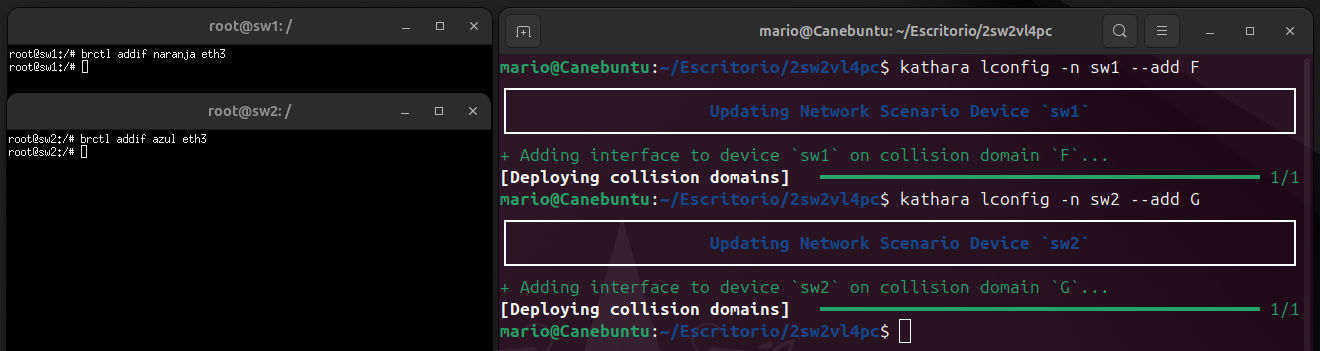 root@sw1: /
root@sw1:/# brctl addif naranja eth3
root@sw1:/#
root@sw2: /
root@sw2:/# brctl addif azul eth3
root@sw2:/#
mario@Canebuntu: ~/Escritorio/2sw2vl4pc
mario@Canebuntu:~/Escritorio/2sw2vl4pc$ kathara lconfig -n sw1 --add F
Updating Network Scenario Device `sw1`
+ Adding interface to device `sw1` on collision domain `F`...
[Deploying collision domains] 1/1
mario@Canebuntu:~/Escritorio/2sw2vl4pc$ kathara lconfig -n sw2 --add G
Updating Network Scenario Device `sw2`
+ Adding interface to device `sw2` on collision domain `G`...
[Deploying collision domains] 1/1
mario@Canebuntu:~/Escritorio/2sw2vl4pc$